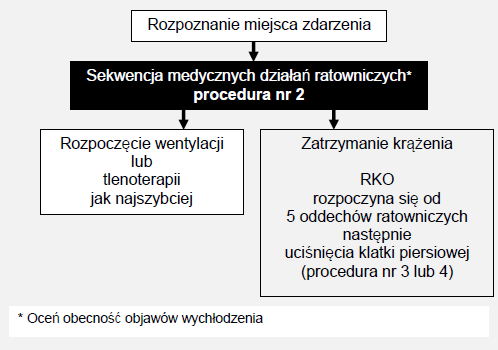 Rozpoznanie miejsca zdarzenia
Sekwencja medycznych działań ratowniczych*
procedura nr 2
Rozpoczęcie wentylacji
lub
tlenoterapii
jak najszybciej
Zatrzymanie krążenia
RKO
rozpoczyna się od
5 oddechów ratowniczych
następnie
uciśnięcia klatki piersiowej
(procedura nr 3 lub 4)
* Oceń obecność objawów wychłodzenia